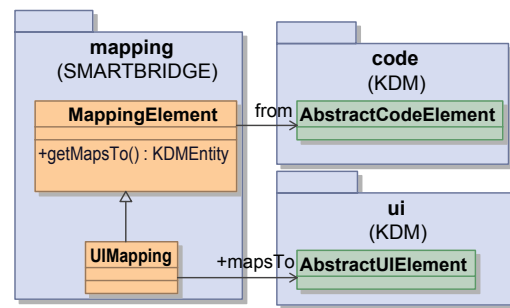 mapping
(SMARTBRIDGE)
MappingElement
+getMapsTo() : KDMEntity
UIMapping
from
code
(KDM)
AbstractCodeElement
+mapsTo
ui
(KDM)
AbstractUIElement